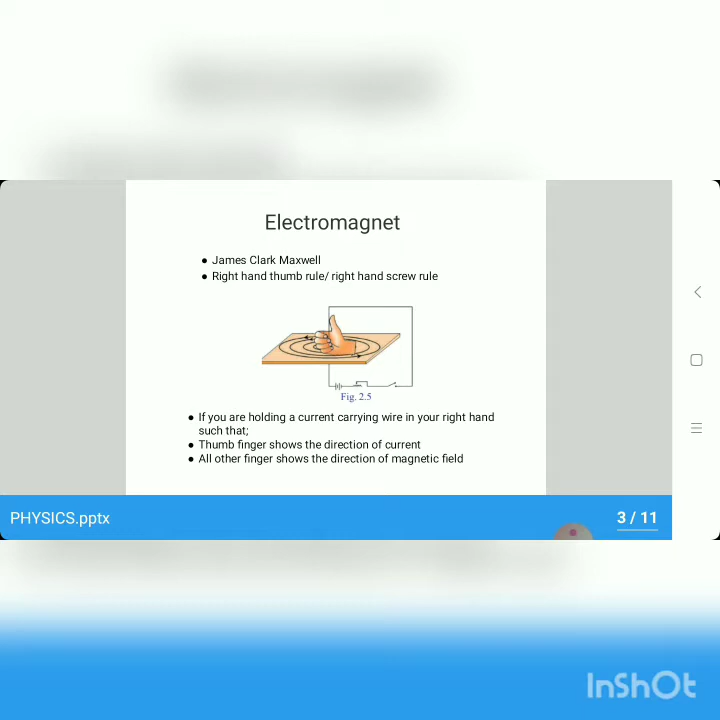 Electromagnet
● James Clark Maxwell
● Right hand thumb rule/ right hand screw rule
Fig. 2.5
● If you are holding a current carrying wire in your right hand
such that;
● Thumb finger shows the direction of current
● All other finger shows the direction of magnetic field
PHYSICS.pptx
3 / 11
InShOt